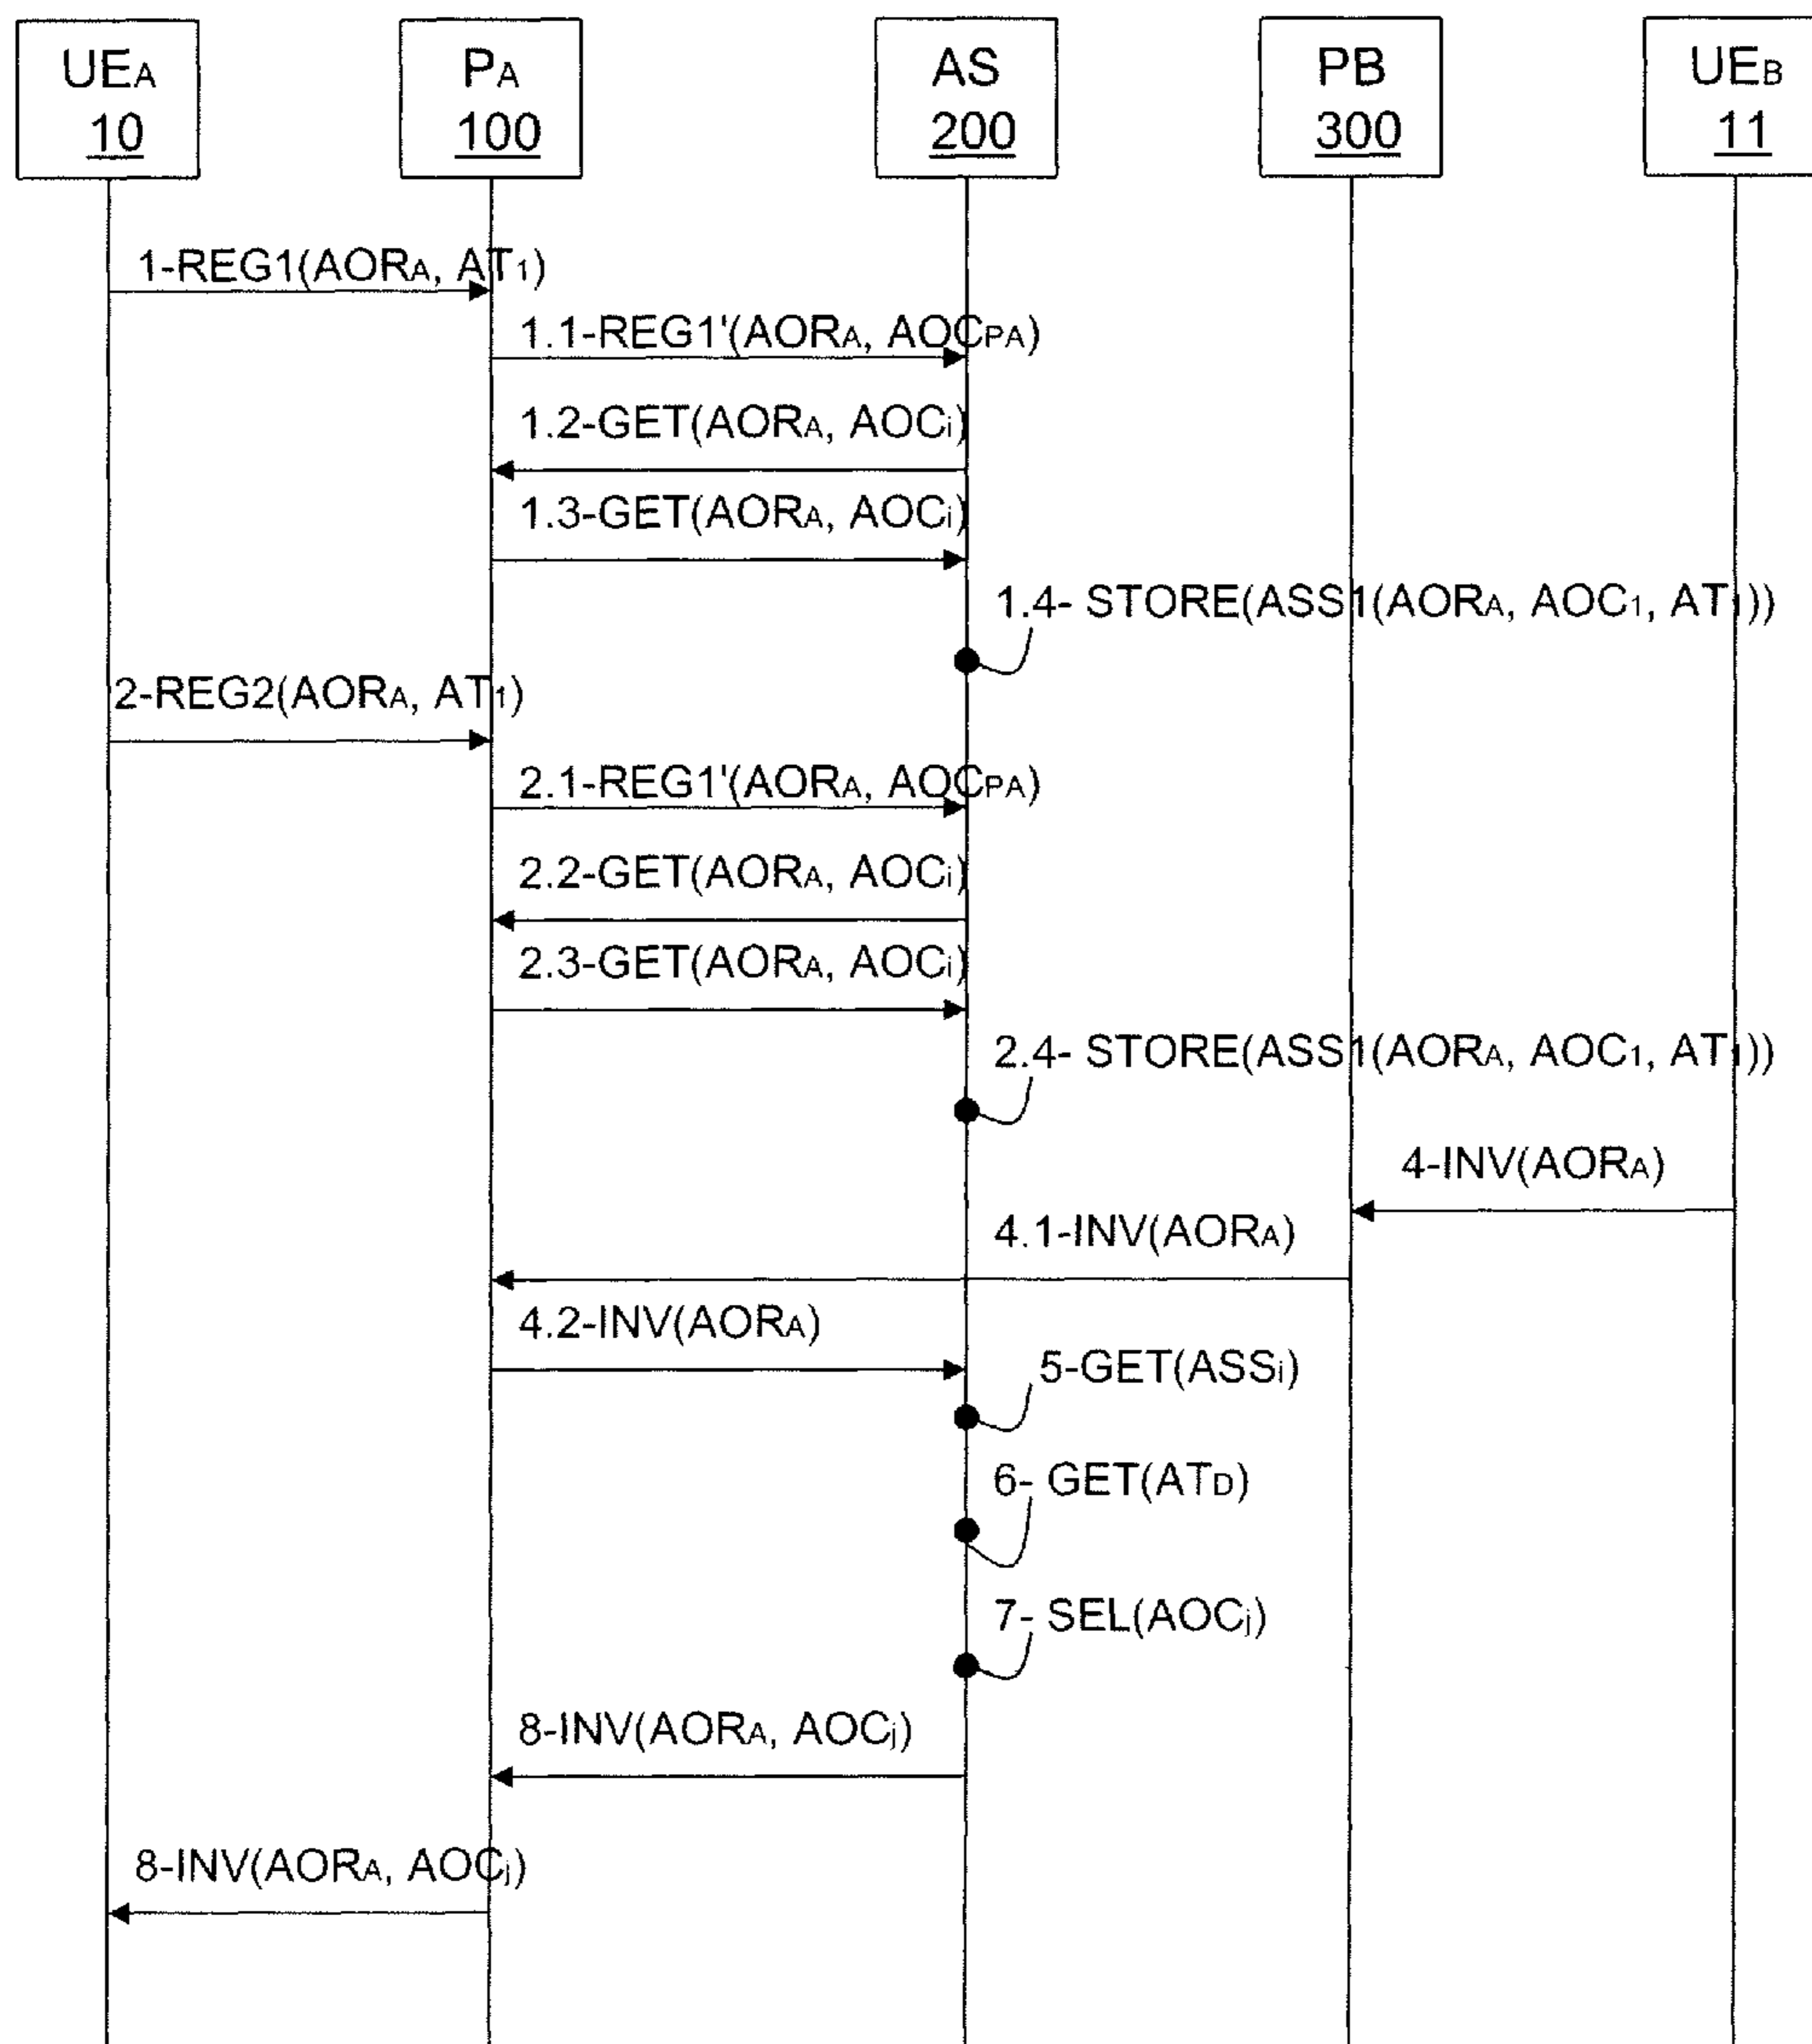 UEA
10
PA
100
AS
200
PB
300
UEB
11
1-REG1(AORA, AT1)
1.1-REG1'(AORA, AOCPA)
1.2-GET(AORA, AOCi)
1.3-GET(AORA, AOCi)
1.4- STORE(ASS1(AORA, AOC1, AT1))
2-REG2(AORA, AT1)
2.1-REG1'(AORA, AOCPA)
2.2-GET(AORA, AOCi)
2.3-GET(AORA, AOCi)
2.4- STORE(ASS1(AORA, AOC1, AT1))
4-INV(AORA)
4.1-INV(AORA)
4.2-INV(AORA)
5-GET(ASSi)
6- GET(ATD)
7- SEL(AOCj)
8-INV(AORA, AOCj)
8-INV(AORA, AOCj)